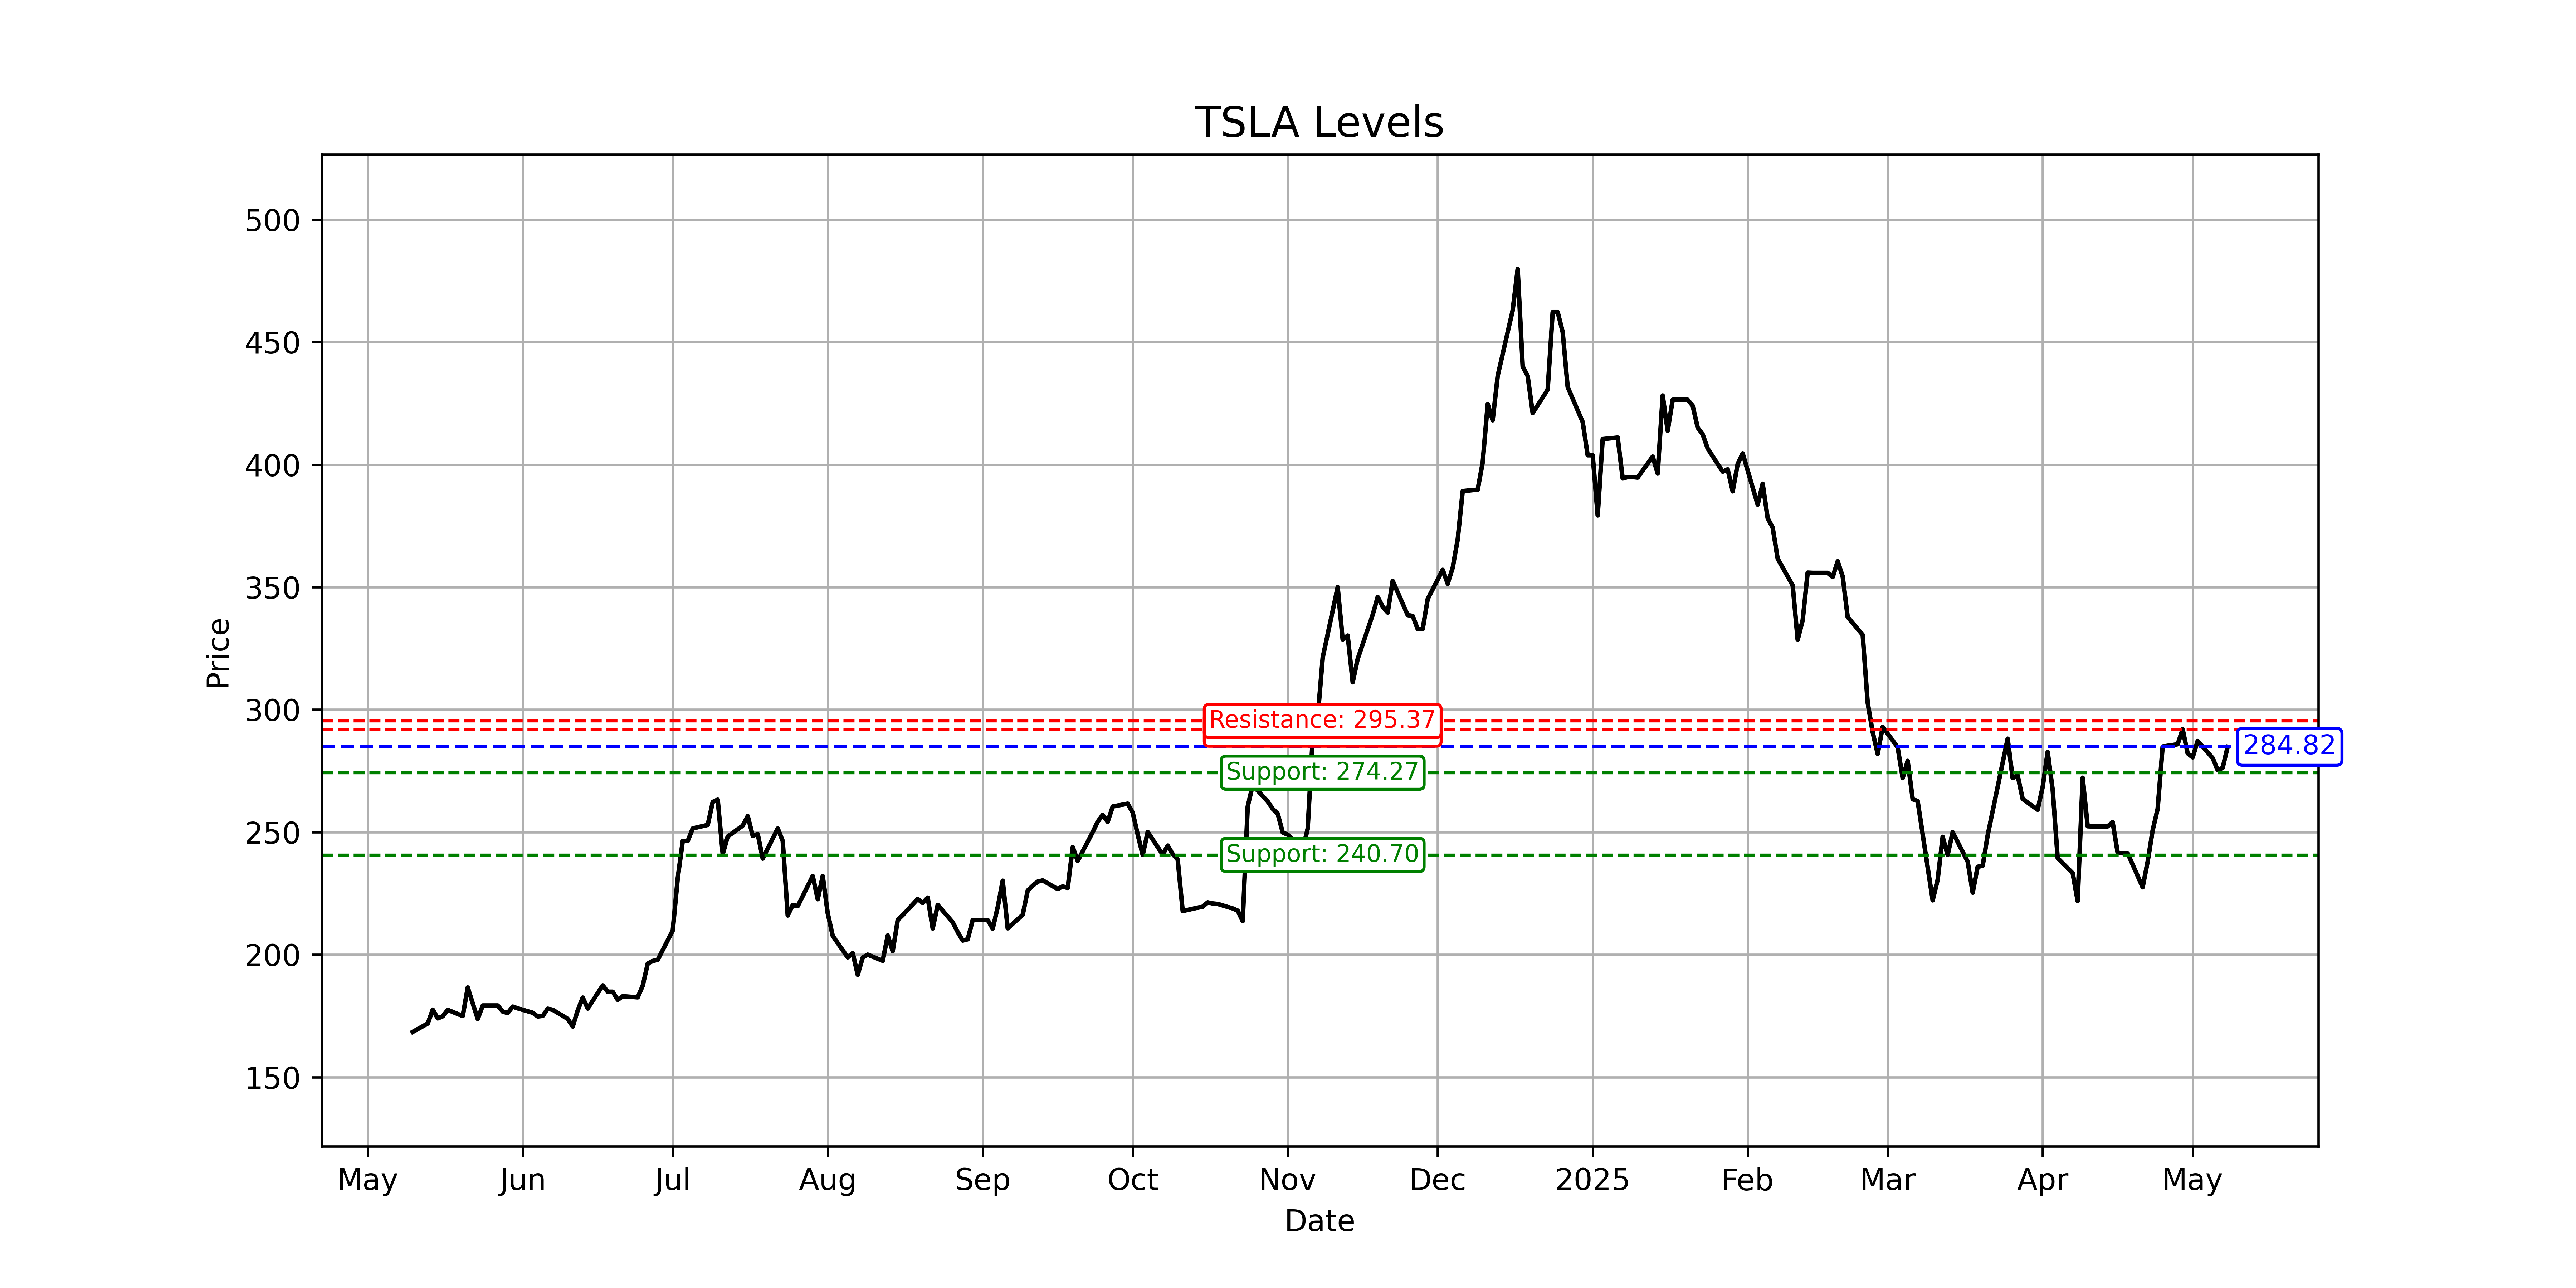 TSLA Levels
Price
500
450
400
350
300
250
200
150
Resistance: 295.37
284.82
Support: 274.27
Support: 240.70
May Jun Jul Aug Sep Oct Nov Dec 2025 Feb Mar Apr May
Date